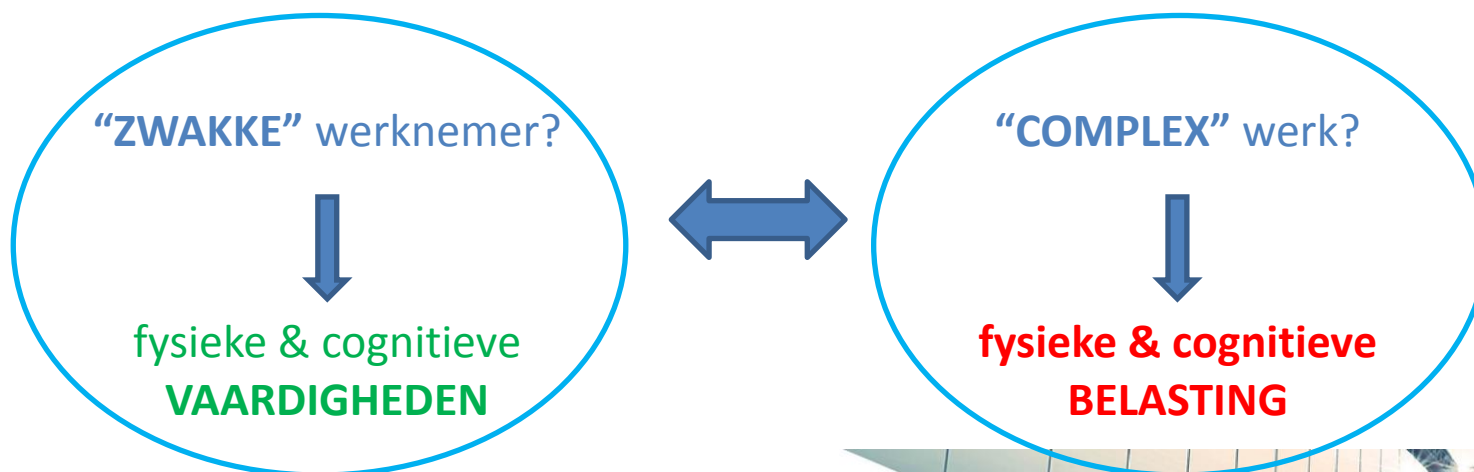 “ZWAKKE” werknemer?
fysieke & cognitieve
VAARDIGHEDEN
“COMPLEX” werk?
fysieke & cognitieve
BELASTING